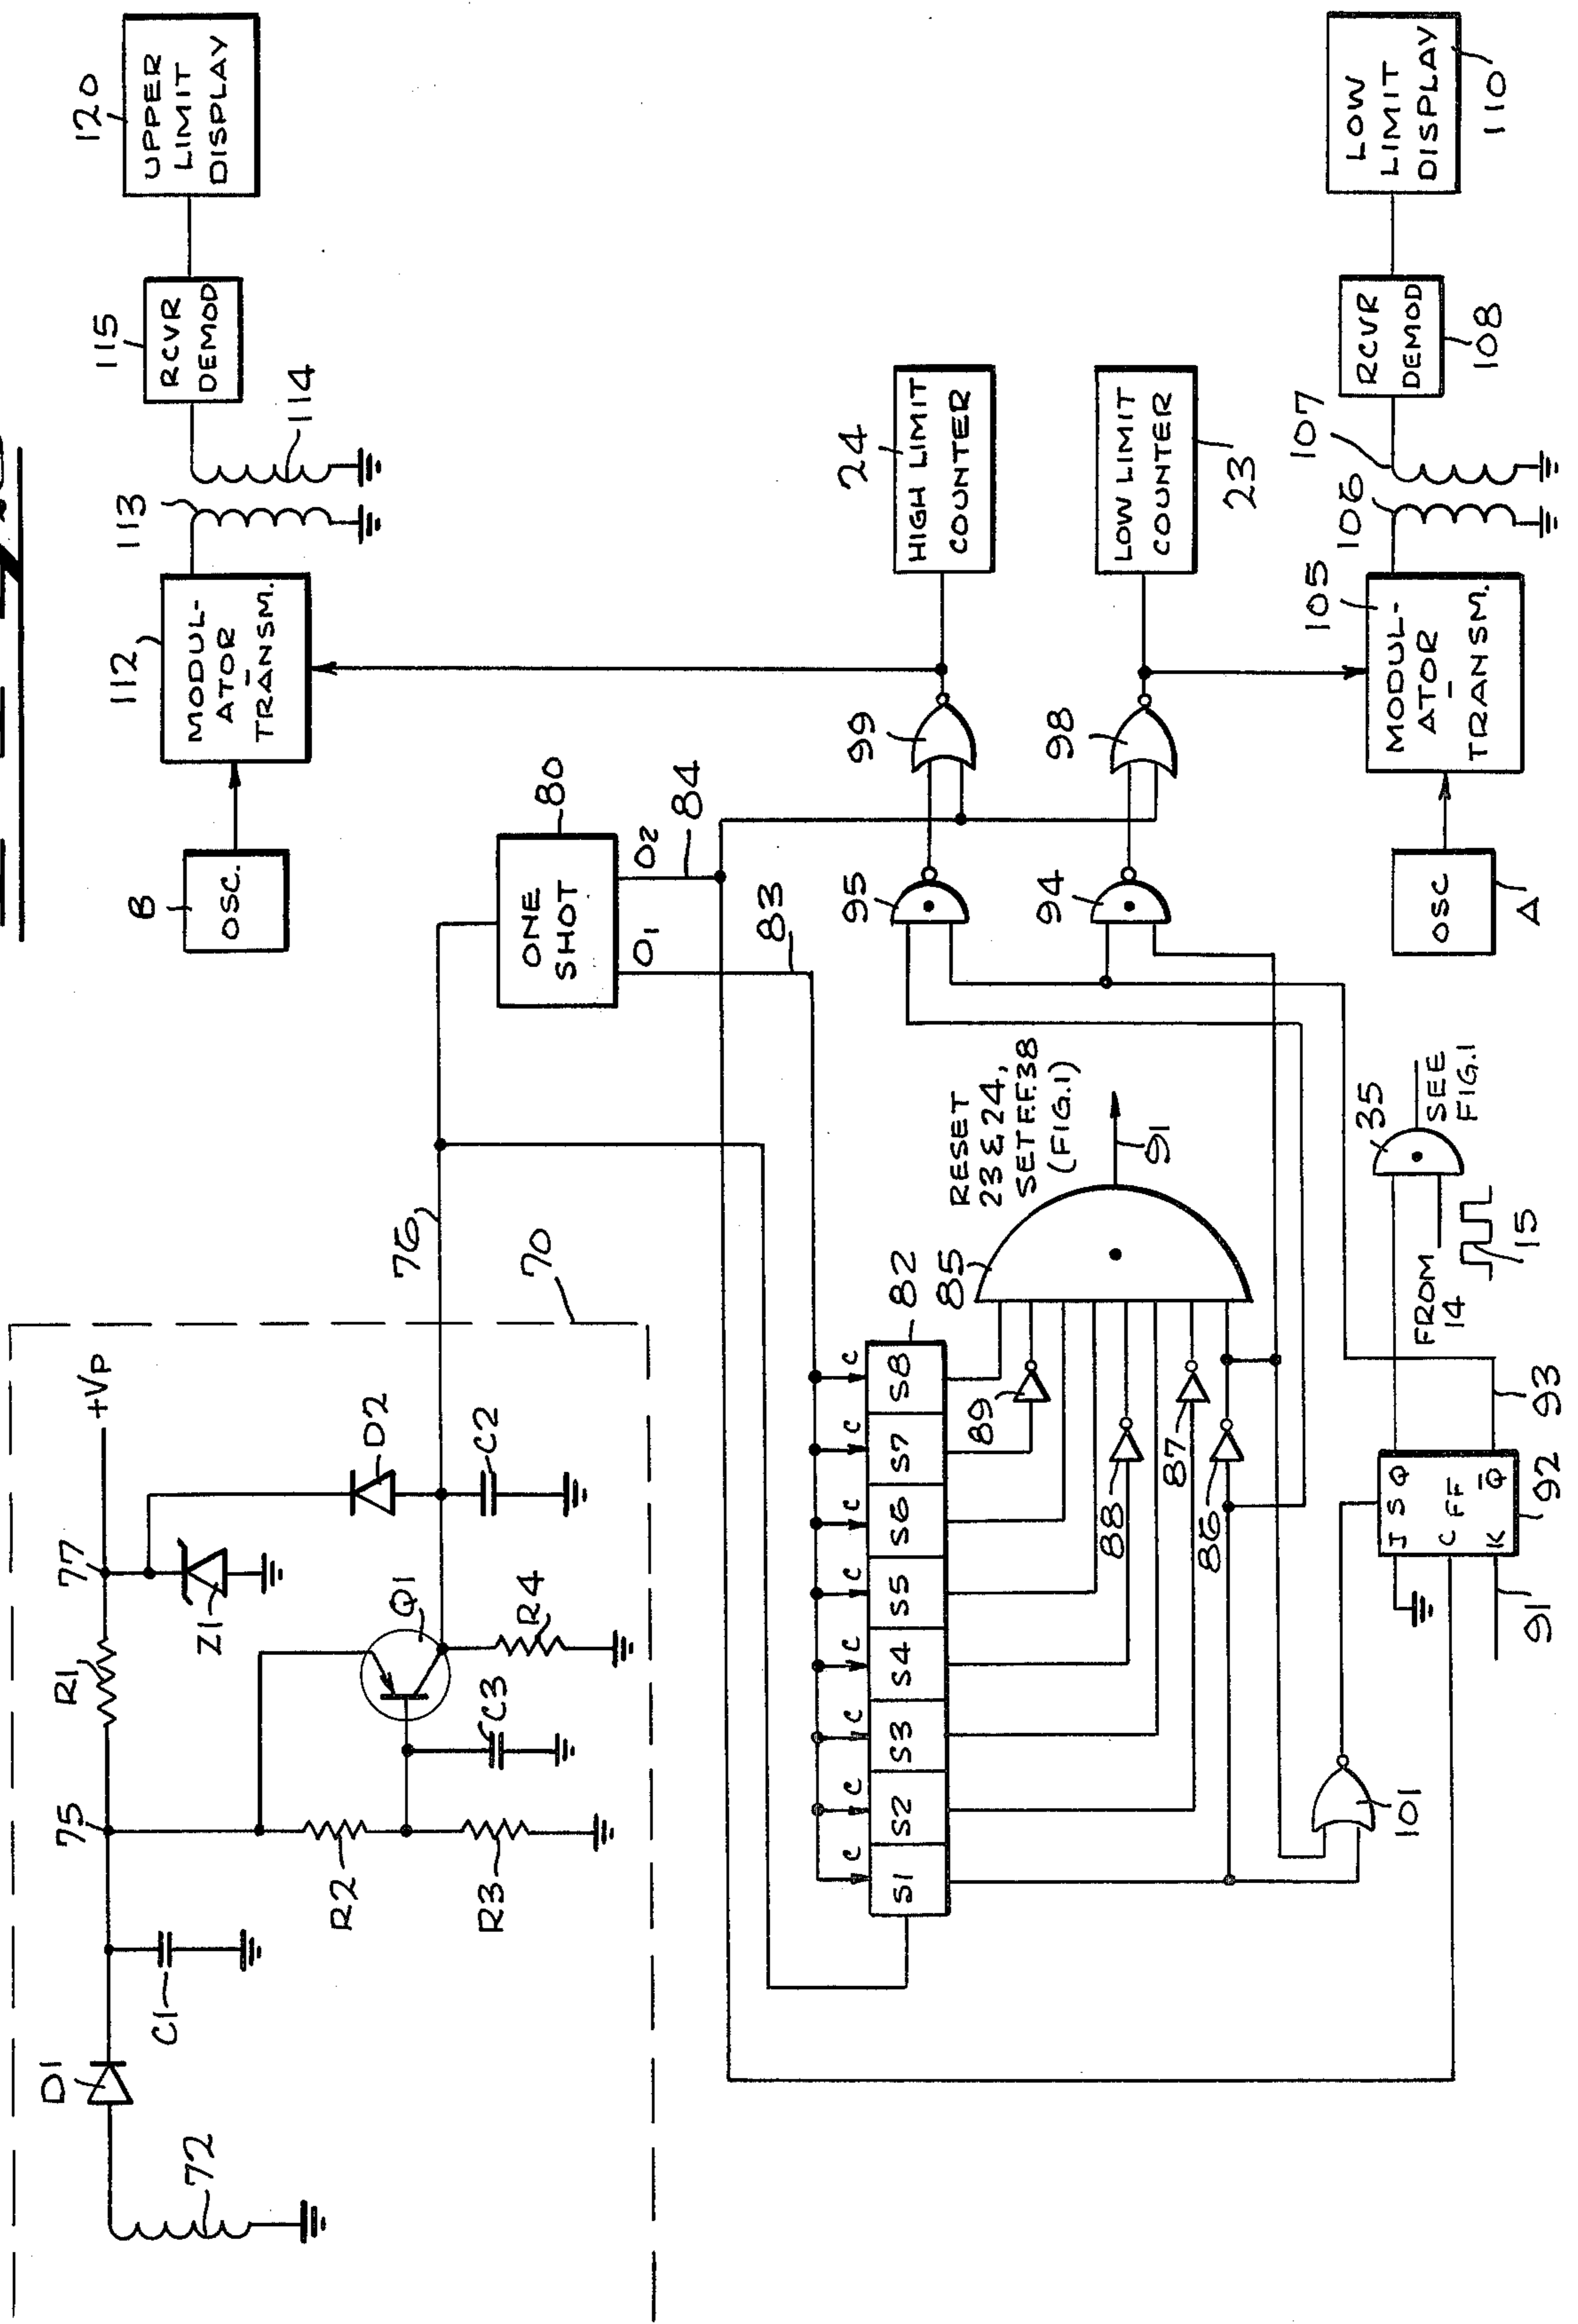 120
UPPER
LIMIT
DISPLAY
115
RCVR
DEMOD
114
113
112
MODUL-
ATOR
–
TRANSM.
B
OSC.
24
HIGH LIMIT
COUNTER
LOW LIMIT
COUNTER
23
LOW
LIMIT
DISPLAY
110
RCVR
DEMOD
108
107
106
105
MODUL-
ATOR
–
TRANSM.
OSC
A
99
98
95
94
80
ONE
SHOT
O1
O2
84
83
76
70
+VP
77
Z1
D2
C2
R1
Q1
R4
C3
75
R2
R3
C1
D1
72
RESET
23 & 24,
SET F.F. 38
(FIG.1)
91
85
82
C
C
C
C
C
C
C
C
S1
S2
S3
S4
S5
S6
S7
S8
89
88
87
86
35
SEE
FIG.1
FROM
14
15
93
92
J
S
Q
C
FF
K
Q̅
91
101